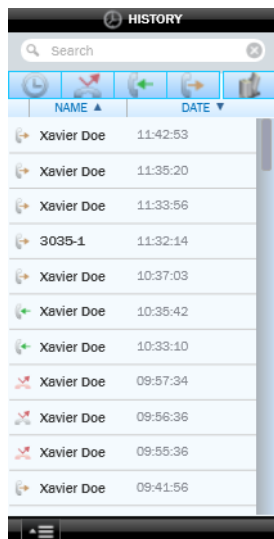 HISTORY
Search
NAME ▲ DATE ▼
Xavier Doe 11:42:53
Xavier Doe 11:35:20
Xavier Doe 11:33:56
3035-1 11:32:14
Xavier Doe 10:37:03
Xavier Doe 10:35:42
Xavier Doe 10:33:10
Xavier Doe 09:57:34
Xavier Doe 09:56:36
Xavier Doe 09:55:36
Xavier Doe 09:41:56